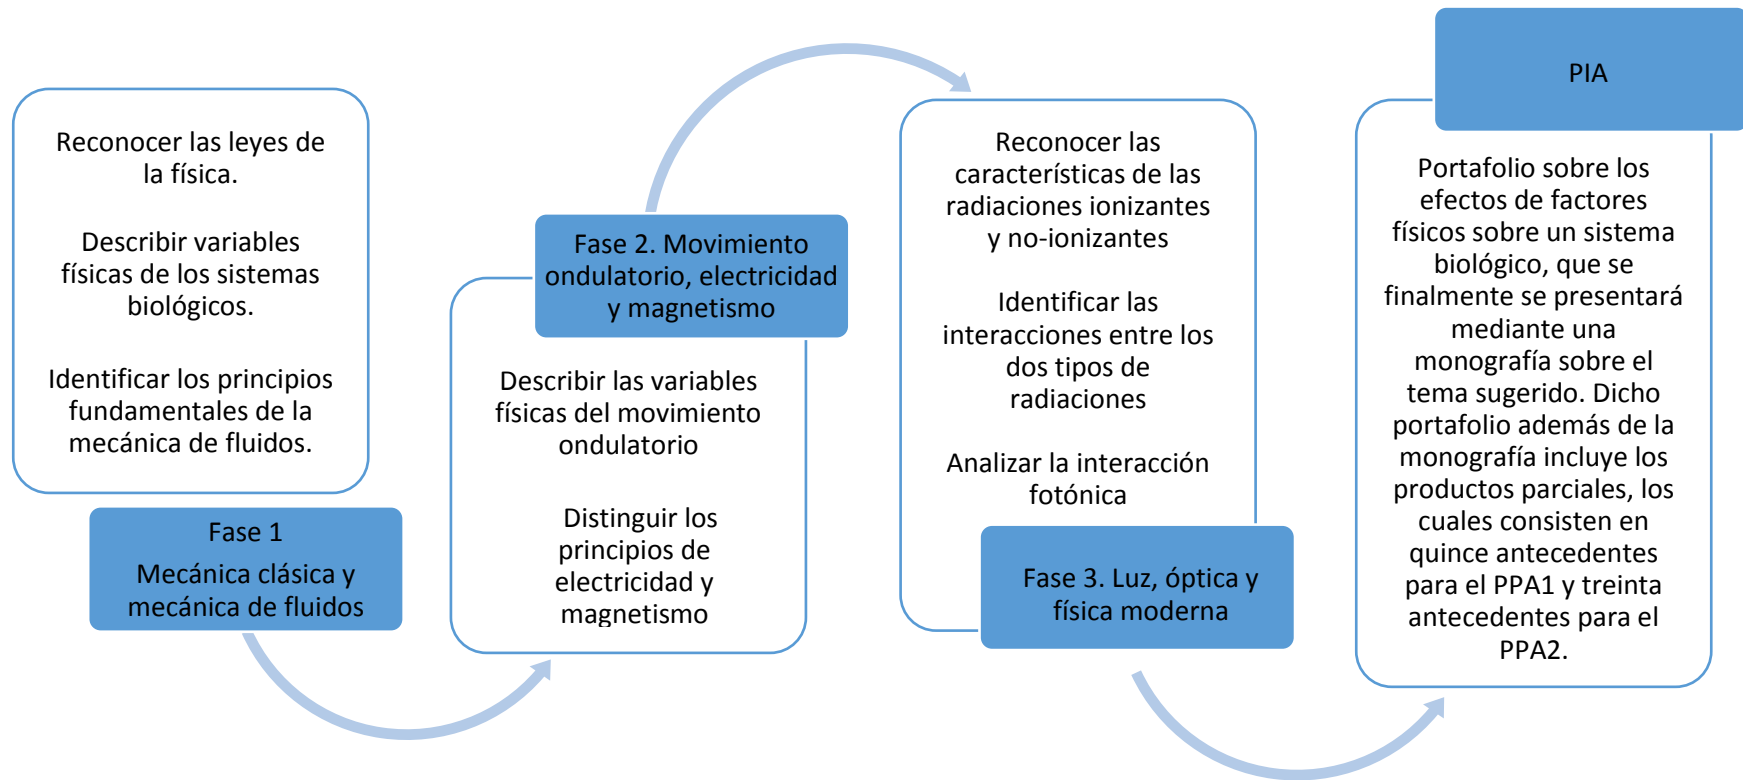 Reconocer las leyes de
la física.
Describir variables
físicas de los sistemas
biológicos.
Identificar los principios
fundamentales de la
mecánica de fluidos.
Fase 1
Mecánica clásica y
mecánica de fluidos
Fase 2. Movimiento
ondulatorio, electricidad
y magnetismo
Describir las variables
físicas del movimiento
ondulatorio
Distinguir los
principios de
electricidad y
magnetismo
Reconocer las
características de las
radiaciones ionizantes
y no-ionizantes
Identificar las
interacciones entre los
dos tipos de
radiaciones
Analizar la interacción
fotónica
Fase 3. Luz, óptica y
física moderna
PIA
Portafolio sobre los
efectos de factores
físicos sobre un sistema
biológico, que se
finalmente se presentará
mediante una
monografía sobre el
tema sugerido. Dicho
portafolio además de la
monografía incluye los
productos parciales, los
cuales consisten en
quince antecedentes
para el PPA1 y treinta
antecedentes para el
PPA2.